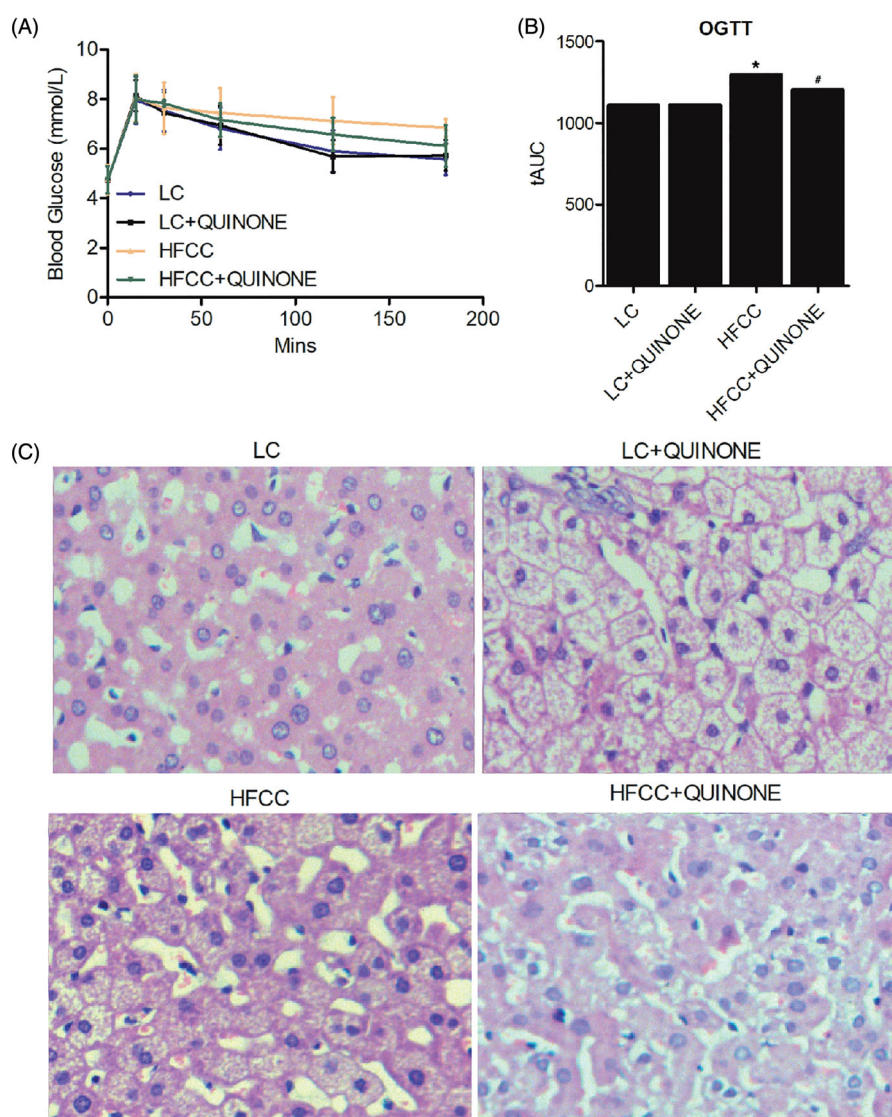 (A)
Blood Glucose (mmol/L)
10
8
6
4
2
0
LC
LC+QUINONE
HFCC
HFCC+QUINONE
0
50
100
150
200
Mins
(B)
OGTT
tAUC
1500
1000
500
0
*
#
LC
LC+QUINONE
HFCC
HFCC+QUINONE
(C)
LC
LC+QUINONE
HFCC
HFCC+QUINONE